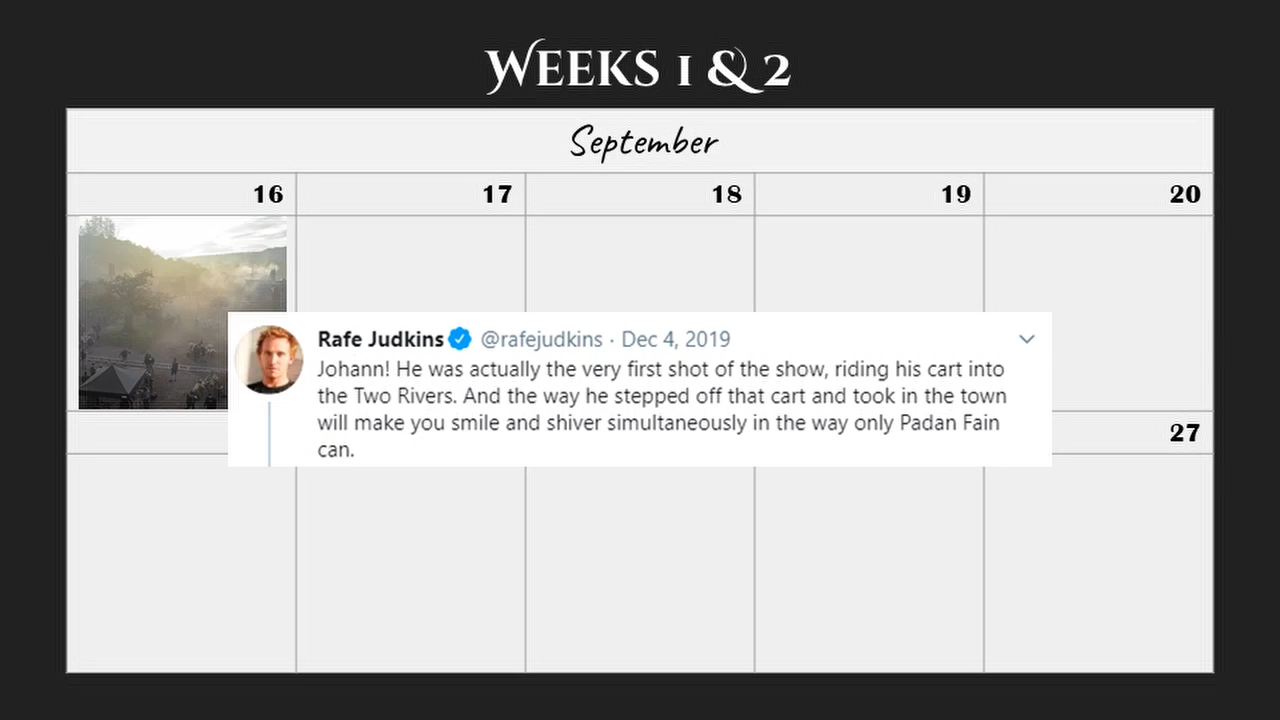 WEEKS 1 & 2
September
16 17 18 19 20
Rafe Judkins @rafejudkins · Dec 4, 2019
Johann! He was actually the very first shot of the show, riding his cart into
the Two Rivers. And the way he stepped off that cart and took in the town
will make you smile and shiver simultaneously in the way only Padan Fain
can.
27